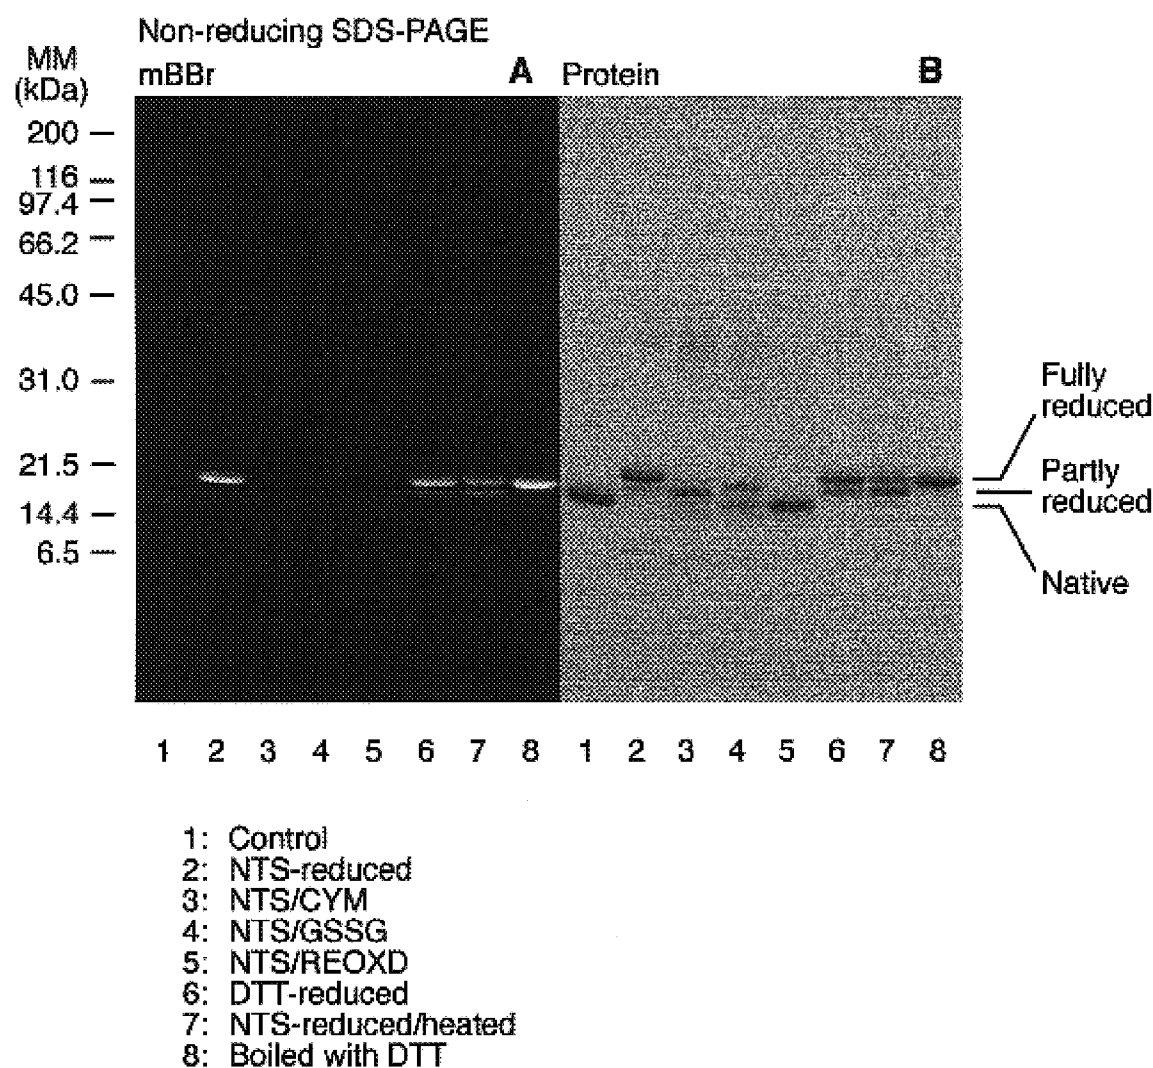 Non-reducing SDS-PAGE
MM
(kDa)
mBBr A Protein B
200
116
97.4
66.2
45.0
31.0
21.5
14.4
6.5
Fully
reduced
Partly
reduced
Native
1 2 3 4 5 6 7 8 1 2 3 4 5 6 7 8
1: Control
2: NTS-reduced
3: NTS/CYM
4: NTS/GSSG
5: NTS/REOXD
6: DTT-reduced
7: NTS-reduced/heated
8: Boiled with DTT